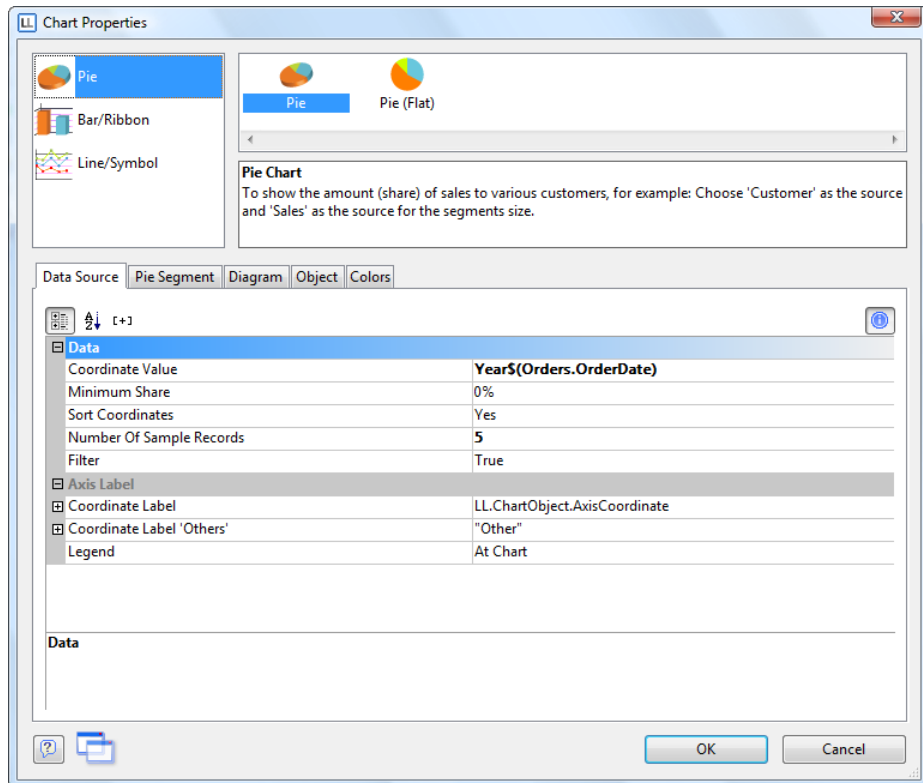 LL Chart Properties
Pie
Bar/Ribbon
Line/Symbol
Pie
Pie (Flat)
Pie Chart
To show the amount (share) of sales to various customers, for example: Choose 'Customer' as the source
and 'Sales' as the source for the segments size.
Data Source Pie Segment Diagram Object Colors
A Z [+]
Data
Coordinate Value Year$(Orders.OrderDate)
Minimum Share 0%
Sort Coordinates Yes
Number Of Sample Records 5
Filter True
Axis Label
Coordinate Label LL.ChartObject.AxisCoordinate
Coordinate Label 'Others' "Other"
Legend At Chart
Data
OK Cancel